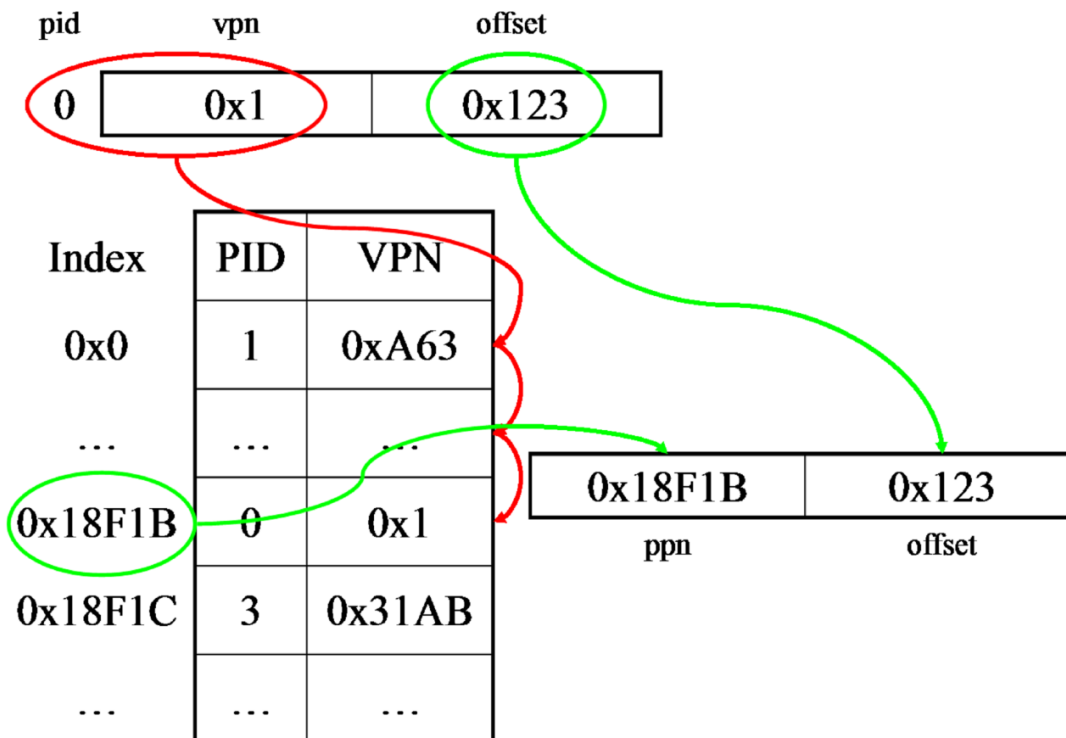 pid vpn offset
0 0x1 0x123
Index PID VPN
0x0 1 0xA63
... ... ...
0x18F1B 0 0x1
0x18F1C 3 0x31AB
... ... ...
0x18F1B 0x123
ppn offset